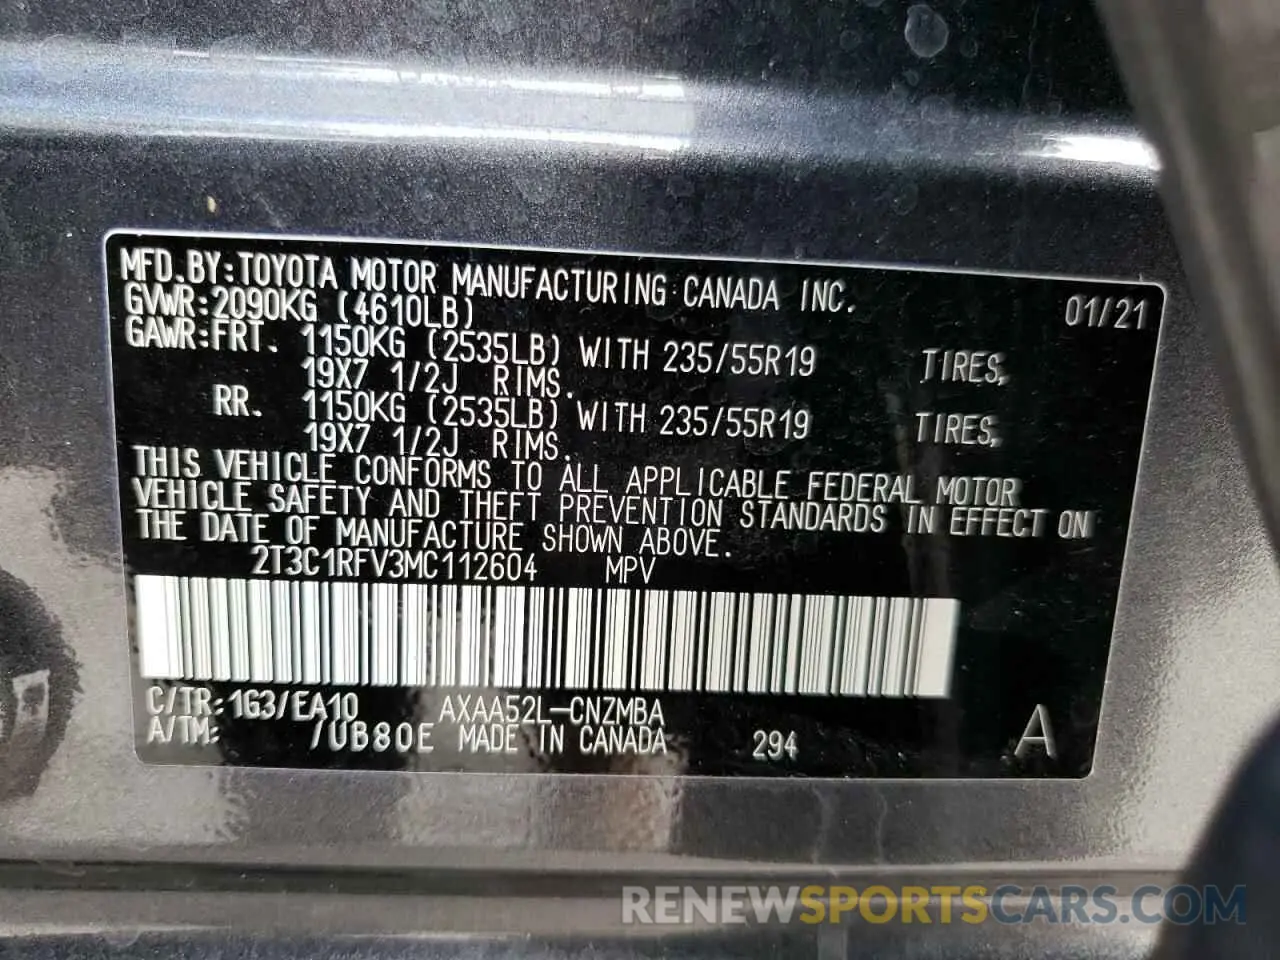 MFD.BY:TOYOTA MOTOR MANUFACTURING CANADA INC. 01/21
GVWR:2090KG (4610LB)
GAWR:FRT. 1150KG (2535LB) WITH 235/55R19 TIRES,
19X7 1/2J RIMS.
RR. 1150KG (2535LB) WITH 235/55R19 TIRES,
19X7 1/2J RIMS.
THIS VEHICLE CONFORMS TO ALL APPLICABLE FEDERAL MOTOR
VEHICLE SAFETY AND THEFT PREVENTION STANDARDS IN EFFECT ON
THE DATE OF MANUFACTURE SHOWN ABOVE.
2T3C1RFV3MC112604 MPV
C/TR:1G3/EA10 AXAA52L-CNZMBA
A/TM: /UB80E MADE IN CANADA 294 A
RENEWSPORTSCARS.COM